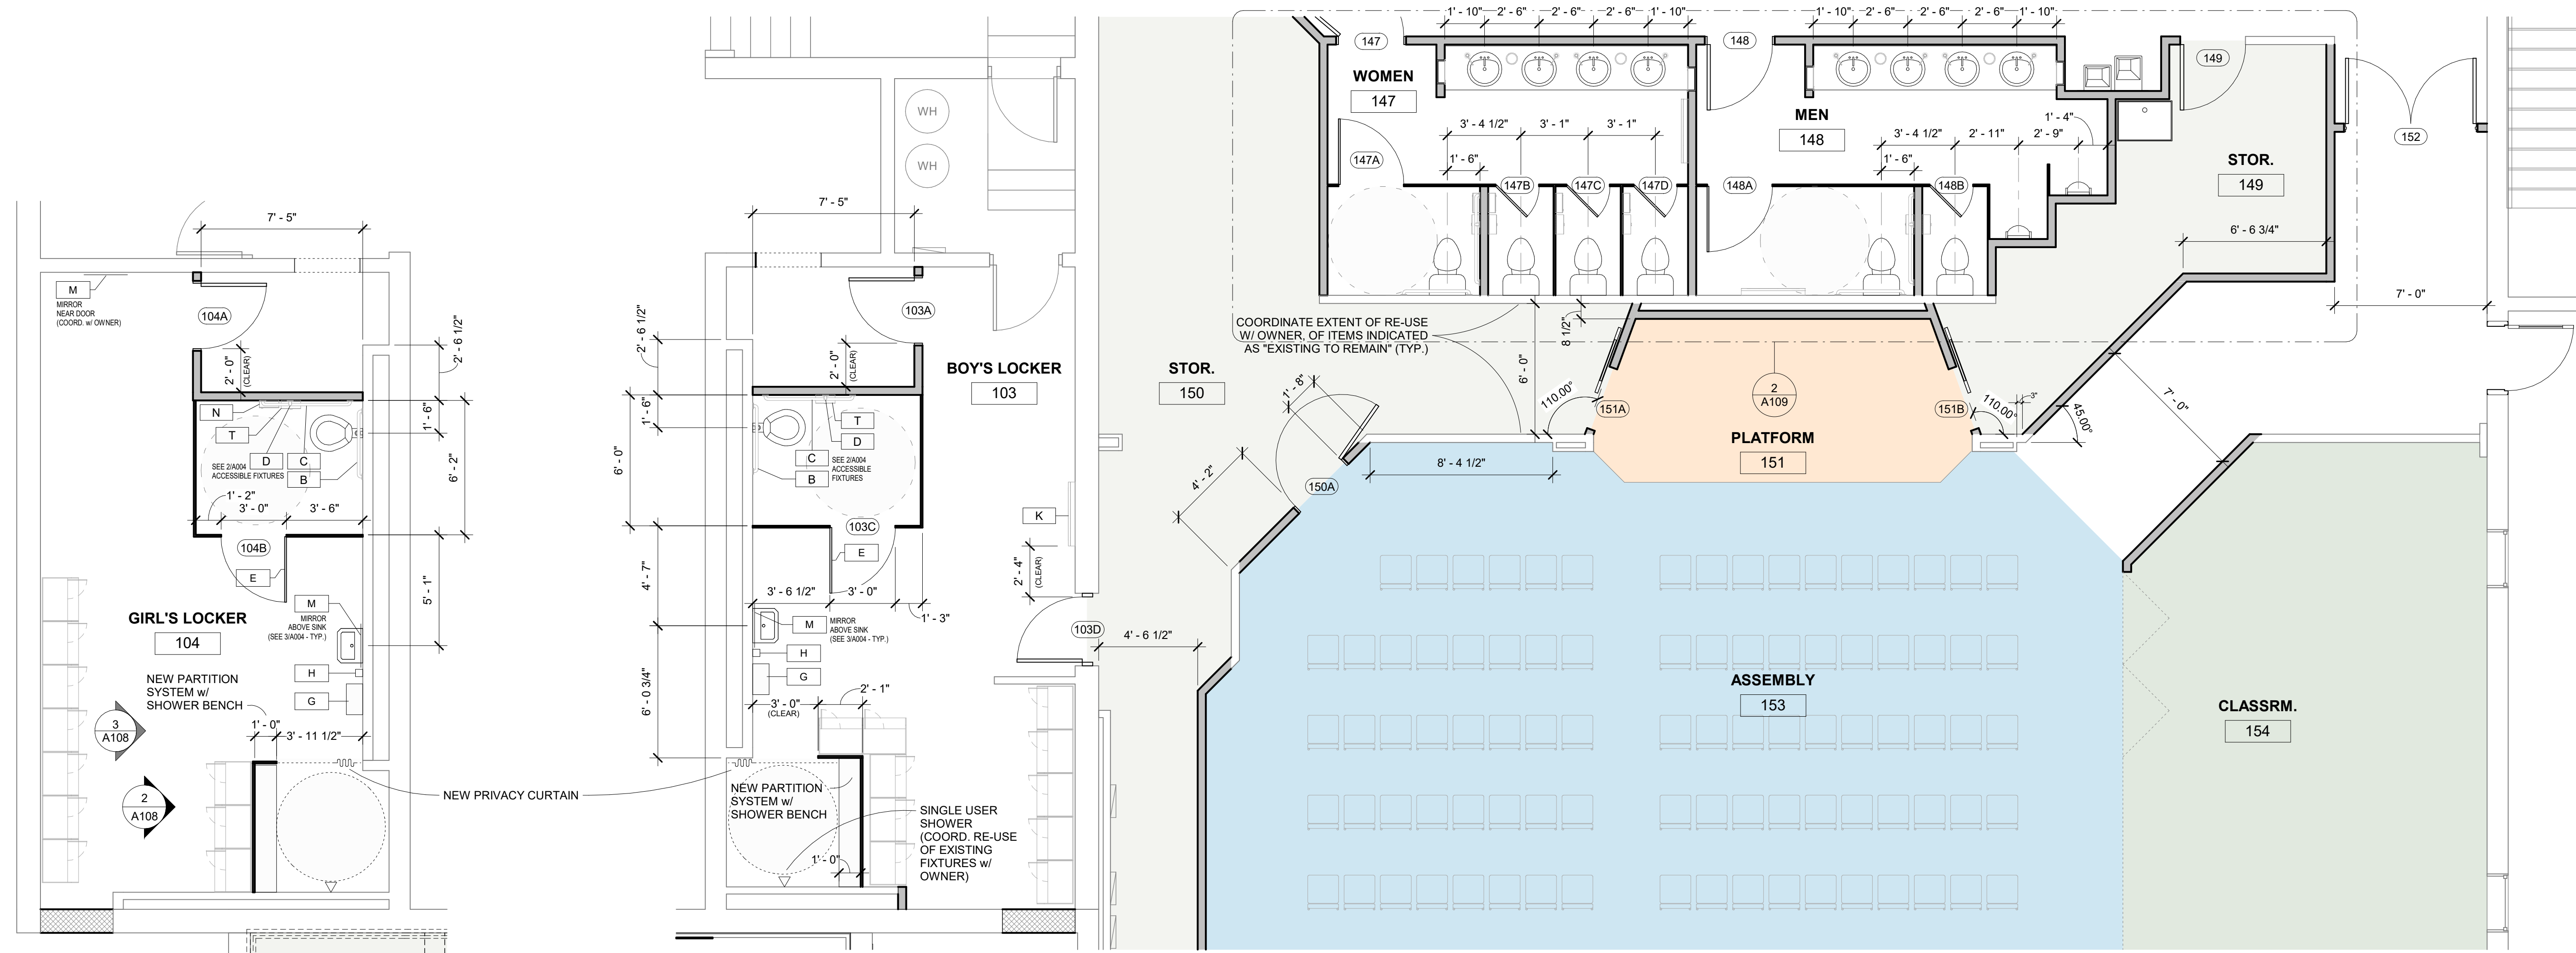 7' - 5"
M
MIRROR
NEAR DOOR
(COORD. w/ OWNER)
104A
2' - 0"
(CLEAR)
2' - 6 1/2"
N
T
D
C
B
SEE 2/A004
ACCESSIBLE FIXTURES
1' - 6"
6' - 2"
1' - 2"
3' - 0"
3' - 6"
104B
E
5' - 1"
M
MIRROR
ABOVE SINK
(SEE 3/A004 - TYP.)
GIRL'S LOCKER
104
H
G
NEW PARTITION
SYSTEM w/
SHOWER BENCH
1' - 0"
3' - 11 1/2"
3
A108
2
A108
NEW PRIVACY CURTAIN
WH
WH
7' - 5"
103A
2' - 6 1/2"
2' - 0"
(CLEAR)
BOY'S LOCKER
103
1' - 6"
6' - 0"
T
D
C
B
SEE 2/A004
ACCESSIBLE
FIXTURES
103C
E
K
2' - 4"
(CLEAR)
4' - 7"
3' - 6 1/2"
3' - 0"
1' - 3"
M
MIRROR
ABOVE SINK
(SEE 3/A004 - TYP.)
H
G
103D
6' - 0 3/4"
2' - 1"
3' - 0"
(CLEAR)
NEW PARTITION
SYSTEM w/
SHOWER BENCH
1' - 0"
SINGLE USER
SHOWER
(COORD. RE-USE
OF EXISTING
FIXTURES w/
OWNER)
1' - 10"
2' - 6"
2' - 6"
2' - 6"
1' - 10"
1' - 10"
2' - 6"
2' - 6"
2' - 6"
1' - 10"
147
148
149
152
WOMEN
147
MEN
148
STOR.
149
3' - 4 1/2"
3' - 1"
3' - 1"
1' - 6"
147A
147B
147C
147D
3' - 4 1/2"
2' - 11"
2' - 9"
1' - 4"
1' - 6"
148A
148B
6' - 6 3/4"
7' - 0"
COORDINATE EXTENT OF RE-USE
W/ OWNER, OF ITEMS INDICATED
AS "EXISTING TO REMAIN" (TYP.)
6' - 0"
8 1/2"
STOR.
150
1' - 8"
4' - 2"
150A
8' - 4 1/2"
110.00°
151A
2
A109
PLATFORM
151
151B
110.00°
3"
45.00°
7' - 0"
4' - 6 1/2"
ASSEMBLY
153
CLASSRM.
154